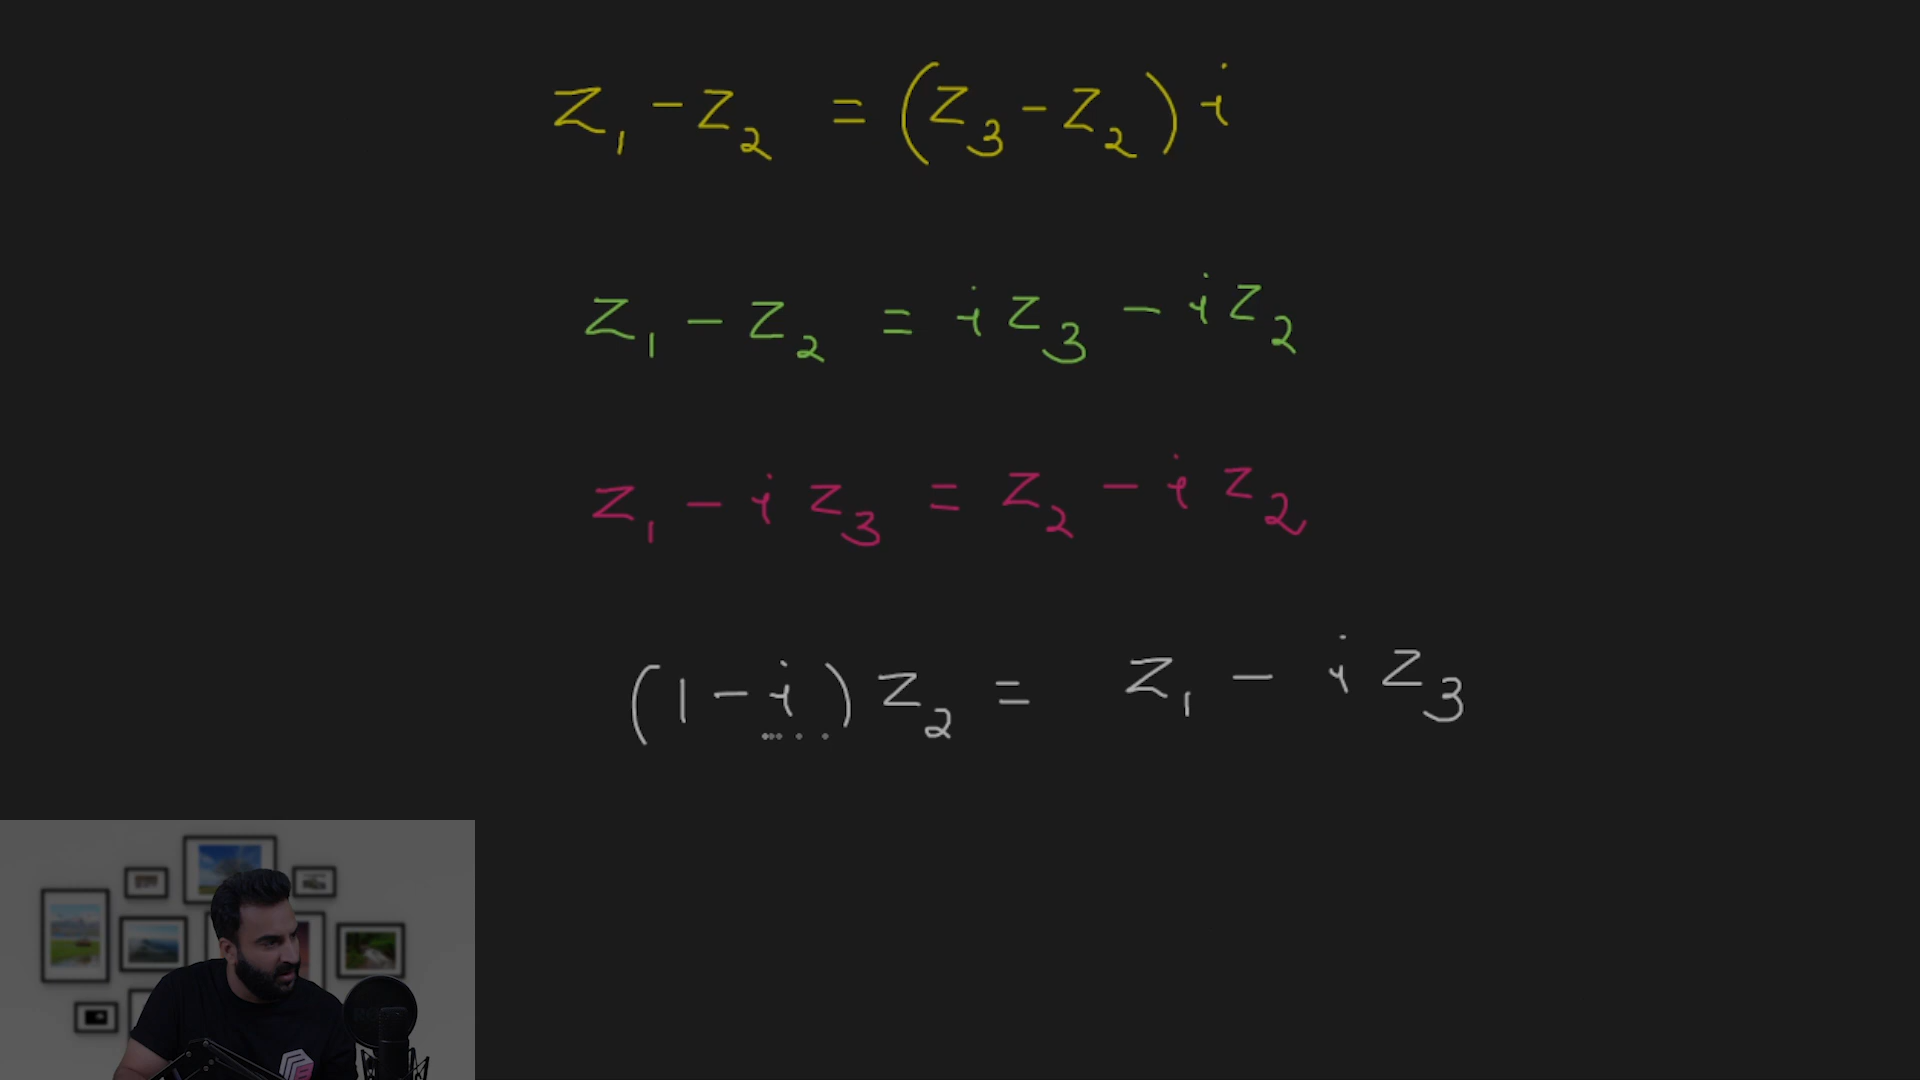 Z₁ - Z₂ = (Z₃ - Z₂) i
Z₁ - Z₂ = i Z₃ - i Z₂
Z₁ - i Z₃ = Z₂ - i Z₂
(1 - i) Z₂ = Z₁ - i Z₃